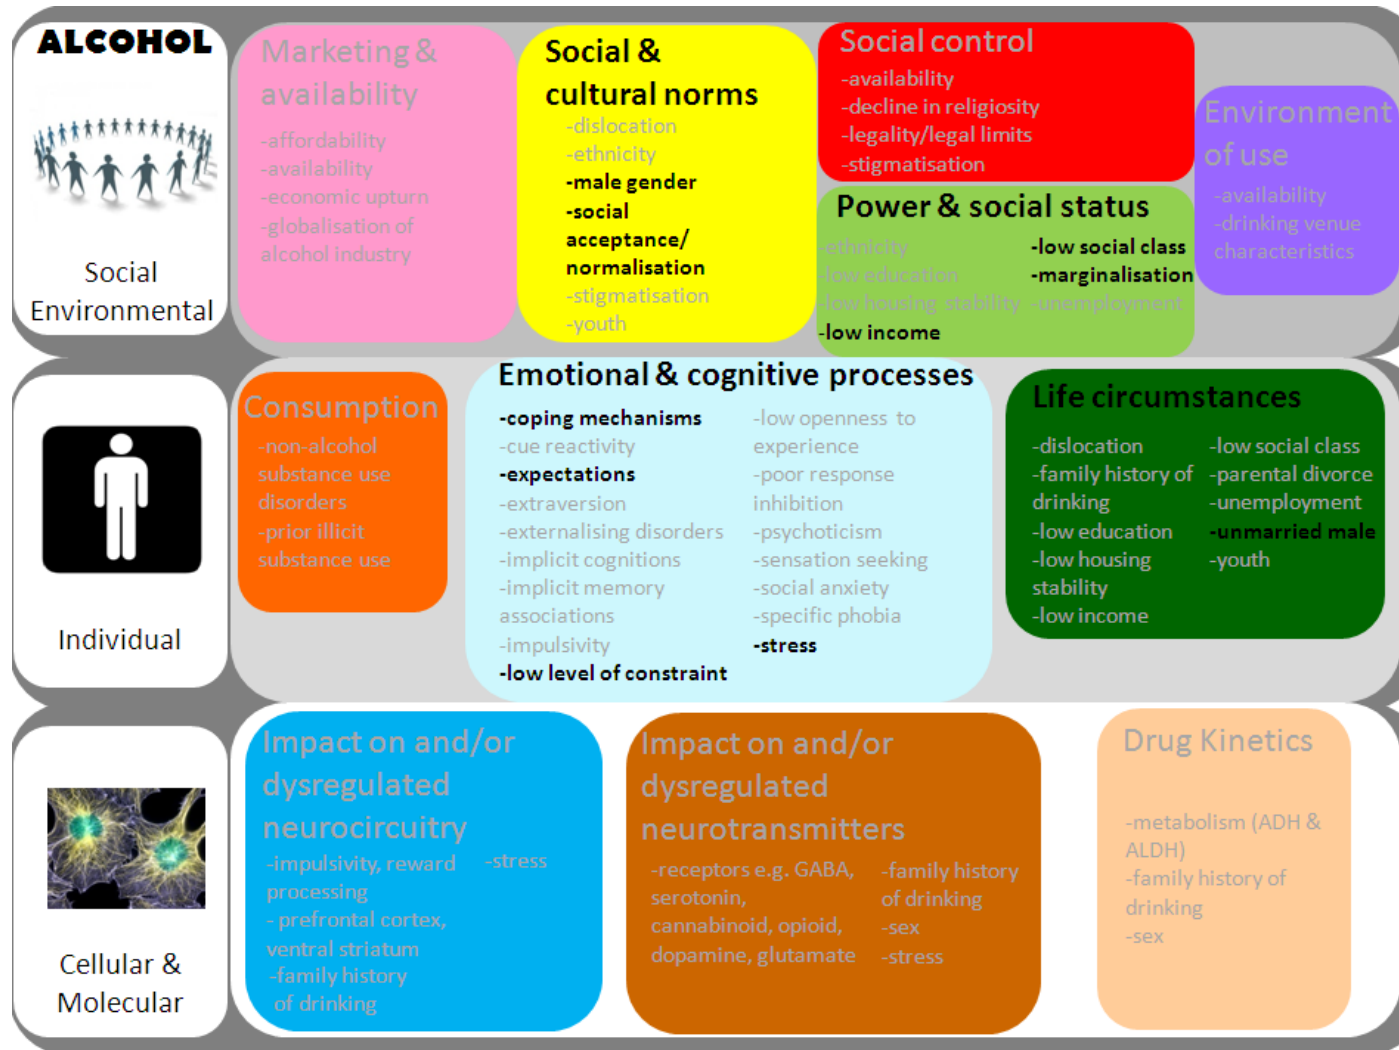 ALCOHOL
Social
Environmental
Marketing &
availability
-affordability
-availability
-economic upturn
-globalisation of
alcohol industry
Social &
cultural norms
-dislocation
-ethnicity
-male gender
-social
acceptance/
normalisation
-stigmatisation
-youth
Social control
-availability
-decline in religiosity
-legality/legal limits
-stigmatisation
Power & social status
-ethnicity
-low education
-low housing stability
-low income
-low social class
-marginalisation
-unemployment
Environment
of use
-availability
-drinking venue
characteristics
Individual
Consumption
-non-alcohol
substance use
disorders
-prior illicit
substance use
Emotional & cognitive processes
-coping mechanisms
-cue reactivity
-expectations
-extraversion
-externalising disorders
-implicit cognitions
-implicit memory
associations
-impulsivity
-low level of constraint
-low openness to
experience
-poor response
inhibition
-psychoticism
-sensation seeking
-social anxiety
-specific phobia
-stress
Life circumstances
-dislocation
-family history of
drinking
-low education
-low housing
stability
-low income
-low social class
-parental divorce
-unemployment
-unmarried male
-youth
Cellular &
Molecular
Impact on and/or
dysregulated
neurocircuitry
-impulsivity, reward
processing
- prefrontal cortex,
ventral striatum
-family history
of drinking
-stress
Impact on and/or
dysregulated
neurotransmitters
-receptors e.g. GABA,
serotonin,
cannabinoid, opioid,
dopamine, glutamate
-family history
of drinking
-sex
-stress
Drug Kinetics
-metabolism (ADH &
ALDH)
-family history of
drinking
-sex